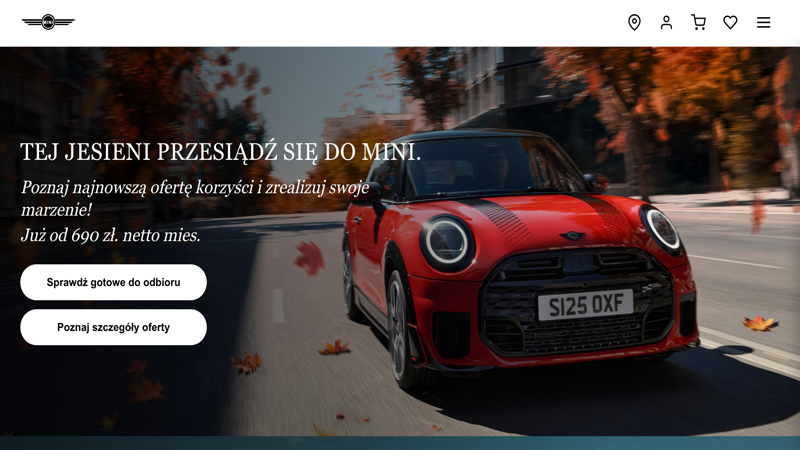 MINI
TEJ JESIENI PRZESIĄDŹ SIĘ DO MINI.
Poznaj najnowszą ofertę korzyści i zrealizuj swoje
marzenie!
Już od 690 zł. netto mies.
Sprawdź gotowe do odbioru
Poznaj szczegóły oferty
S125 OXF